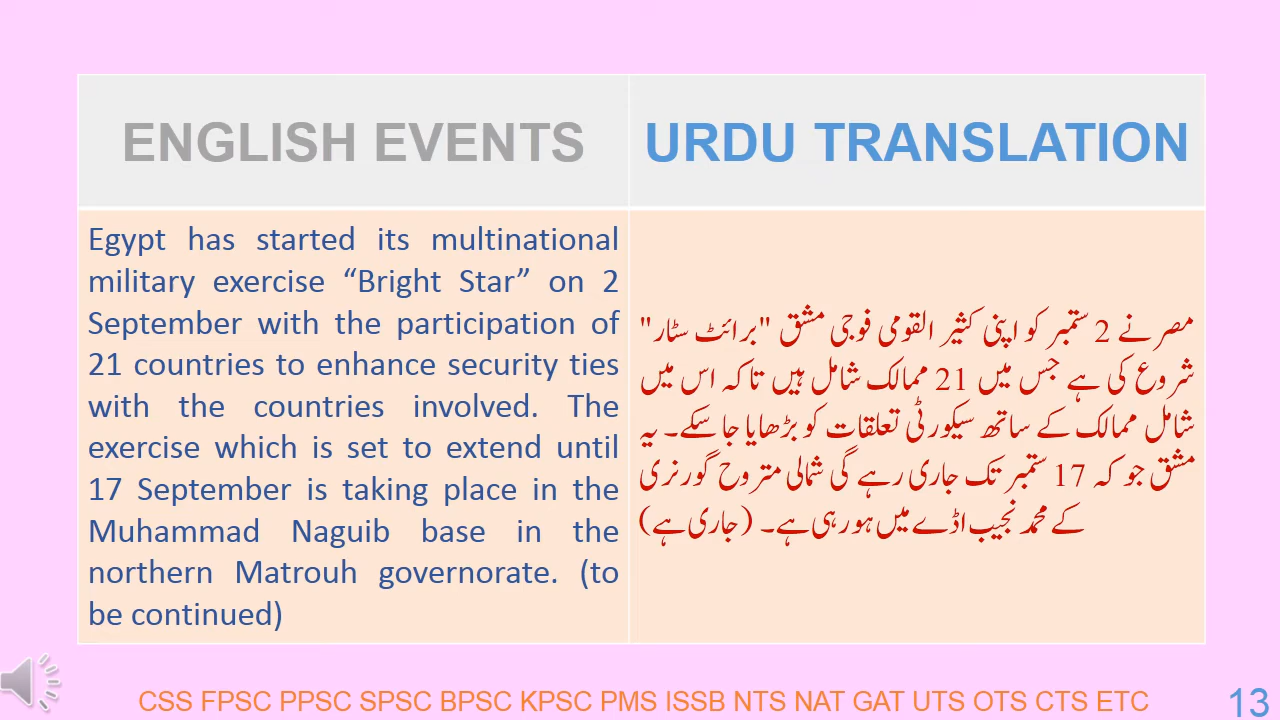 ENGLISH EVENTS
URDU TRANSLATION
Egypt has started its multinational
military exercise “Bright Star” on 2
September with the participation of
21 countries to enhance security ties
with the countries involved. The
exercise which is set to extend until
17 September is taking place in the
Muhammad Naguib base in the
northern Matrouh governorate. (to
be continued)
مصر نے 2 ستمبر کو اپنی کثیر القومی فوجی مشق "برائٹ سٹار"
شروع کی ہے جس میں 21 ممالک شامل ہیں تاکہ اس میں
شامل ممالک کے ساتھ سیکورٹی تعلقات کو بڑھایا جا سکے۔ یہ
مشق جو کہ 17 ستمبر تک جاری رہے گی شمالی متروح گورنری
کے محمد نجیب اڈے میں ہو رہی ہے۔ (جاری ہے)
CSS FPSC PPSC SPSC BPSC KPSC PMS ISSB NTS NAT GAT UTS OTS CTS ETC
13